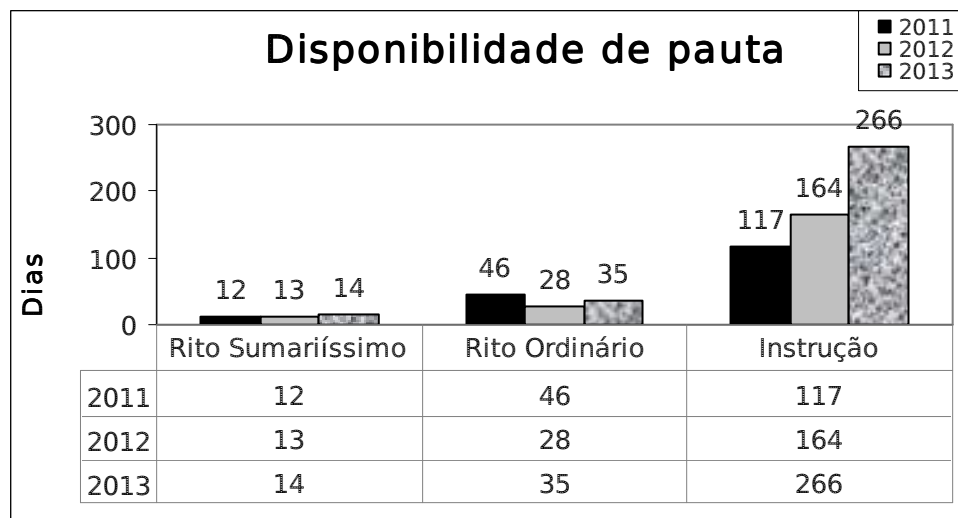 Disponibilidade de pauta
2011
2012
2013
300
200
100
0
Dias
12
13
14
46
28
35
117
164
266
Rito Sumariíssimo Rito Ordinário Instrução
2011 12 46 117
2012 13 28 164
2013 14 35 266